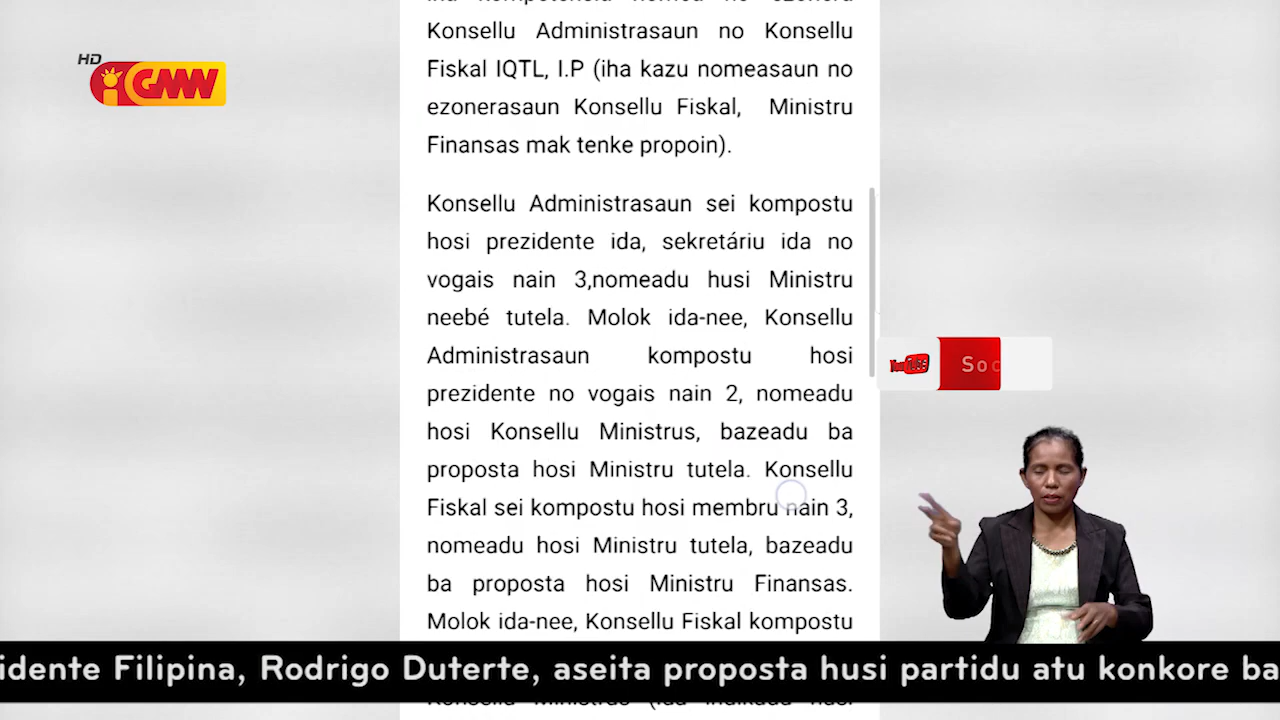 Konsellu Administrasaun no Konsellu
Fiskal IQTL, I.P (iha kazu nomeasaun no
ezonerasaun Konsellu Fiskal, Ministru
Finansas mak tenke propoin).
Konsellu Administrasaun sei kompostu
hosi prezidente ida, sekretáriu ida no
vogais nain 3,nomeadu husi Ministru
neebé tutela. Molok ida-nee, Konsellu
Administrasaun kompostu hosi
prezidente no vogais nain 2, nomeadu
hosi Konsellu Ministrus, bazeadu ba
proposta hosi Ministru tutela. Konsellu
Fiskal sei kompostu hosi membru nain 3,
nomeadu hosi Ministru tutela, bazeadu
ba proposta hosi Ministru Finansas.
Molok ida-nee, Konsellu Fiskal kompostu
HD
GMN
YouTube
Soc
idente Filipina, Rodrigo Duterte, aseita proposta husi partidu atu konkore ba